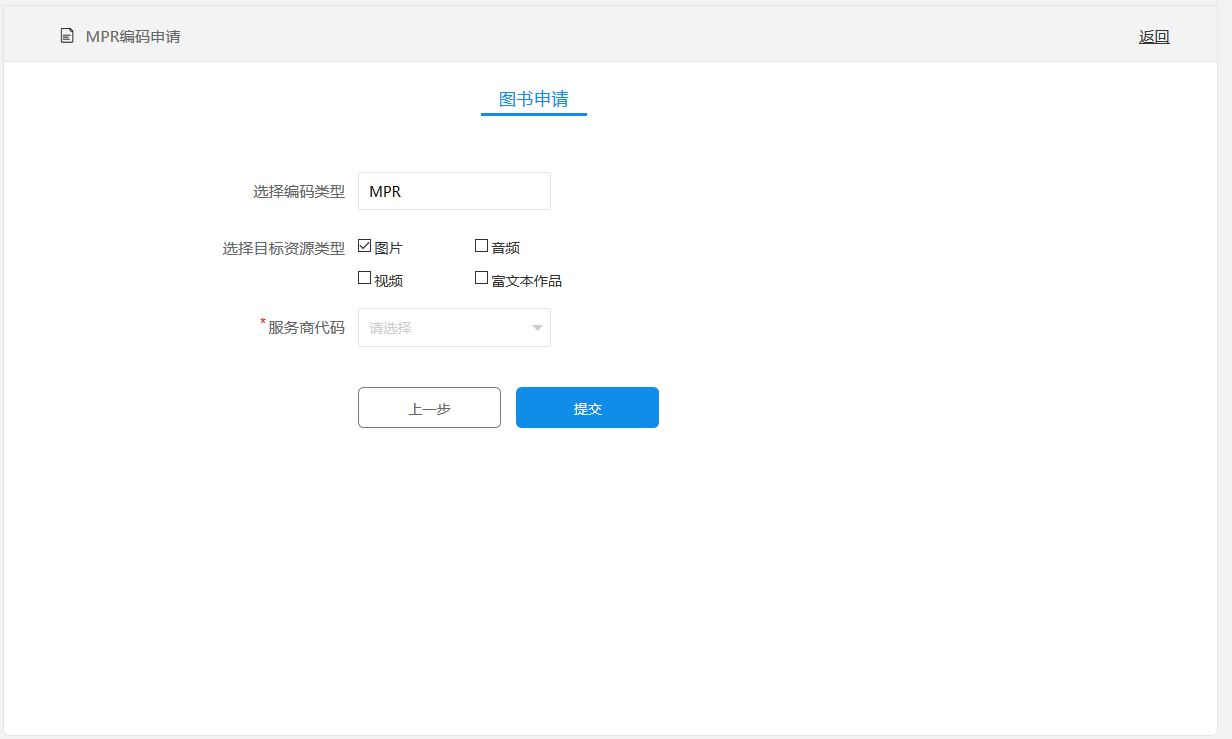 MPR编码申请 返回
图书申请
选择编码类型 MPR
选择目标资源类型 图片 音频
视频 富文本作品
*服务商代码 请选择
上一步 提交